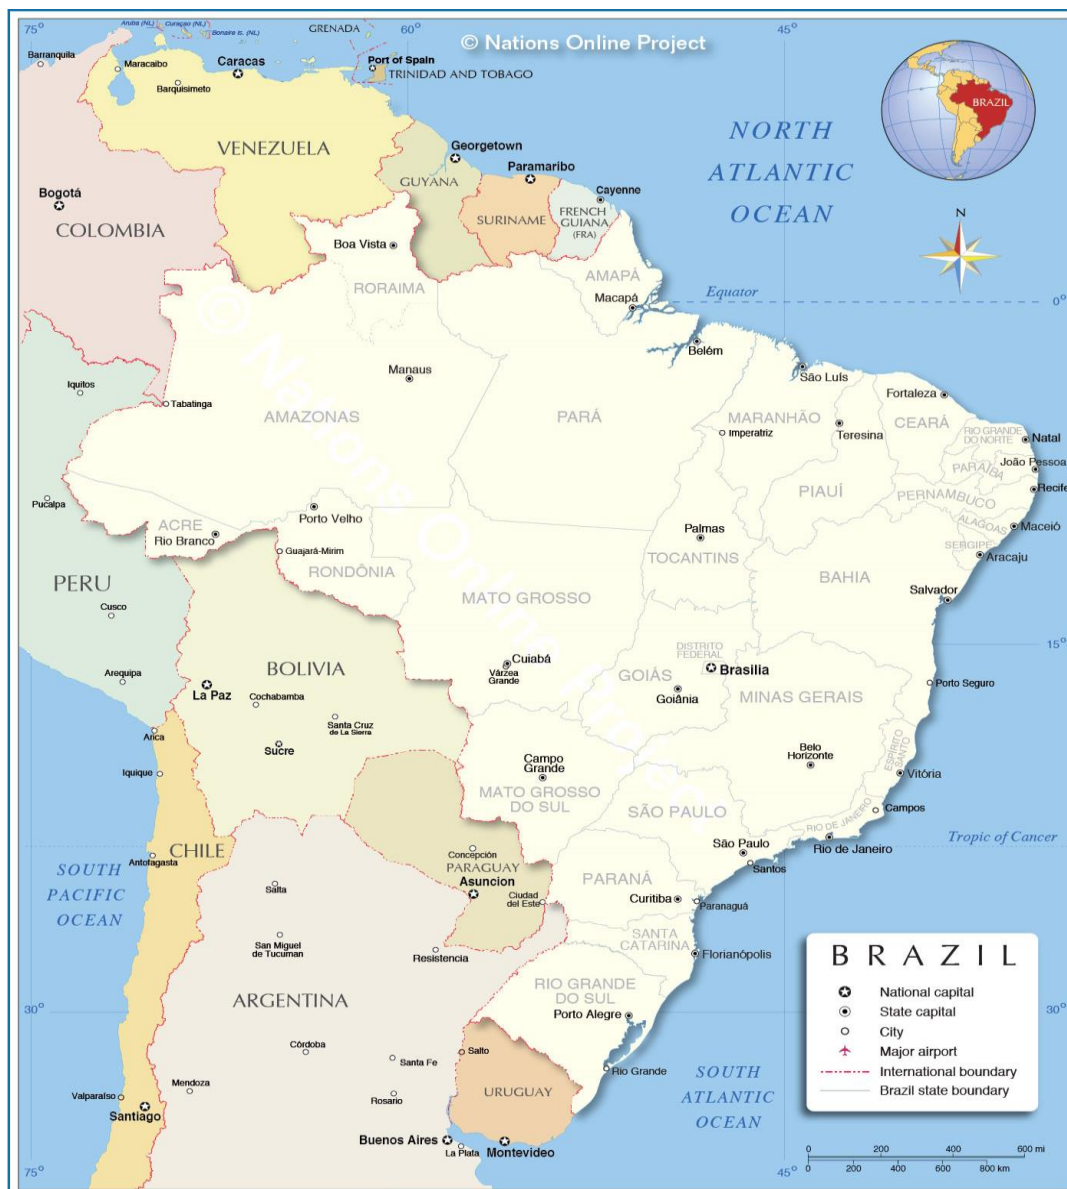 75°
60°
45°
Aruba (NL)
Curaçao (NL)
Bonaire Is. (NL)
GRENADA
© Nations Online Project
Barranquila
Maracaibo
Caracas
Barquisimeto
Port of Spain
TRINIDAD AND TOBAGO
BRAZIL
NORTH
ATLANTIC
OCEAN
VENEZUELA
Georgetown
Paramaribo
GUYANA
Cayenne
SURINAME
FRENCH
GUIANA
(FRA)
Bogotá
COLOMBIA
N
Boa Vista
RORAIMA
AMAPÁ
Macapá
Equator
0°
Belém
São Luís
Manaus
Iquitos
Tabatinga
AMAZONAS
PARÁ
MARANHÃO
Imperatriz
Teresina
Fortaleza
CEARÁ
RIO GRANDE
DO NORTE
Natal
João Pessoa
PARAÍBA
Recife
PERNAMBUCO
PIAUÍ
Pucalpa
ACRE
Rio Branco
Porto Velho
Guajará-Mirim
RONDÔNIA
Palmas
TOCANTINS
ALAGOAS
Maceió
SERGIPE
Aracaju
BAHIA
Salvador
PERU
Cusco
MATO GROSSO
15°
Arequipa
BOLIVIA
La Paz
Cochabamba
Santa Cruz
de La Sierra
Sucre
Cuiabá
Várzea
Grande
GOIÁS
DISTRITO
FEDERAL
Brasilia
Goiânia
MINAS GERAIS
Porto Seguro
Arica
Iquique
Campo
Grande
MATO GROSSO
DO SUL
Belo
Horizonte
ESPÍRITO
SANTO
Vitória
Campos
RIO DE JANEIRO
Rio de Janeiro
SÃO PAULO
São Paulo
Santos
Tropic of Cancer
SOUTH
PACIFIC
OCEAN
CHILE
Antofagasta
Concepción
PARAGUAY
Asuncion
Ciudad
del Este
PARANÁ
Curitiba
Paranaguá
Salta
San Miguel
de Tucuman
Resistencia
SANTA
CATARINA
Florianópolis
ARGENTINA
RIO GRANDE
DO SUL
Porto Alegre
30°
30°
Córdoba
Santa Fe
Salto
Rio Grande
Mendoza
Rosario
URUGUAY
Valparaíso
Santiago
Buenos Aires
La Plata
Montevideo
SOUTH
ATLANTIC
OCEAN
BRAZIL
National capital
State capital
City
Major airport
International boundary
Brazil state boundary
0 200 400 600 mi
0 200 400 600 800 km
75°
45°
© Nations Online Project